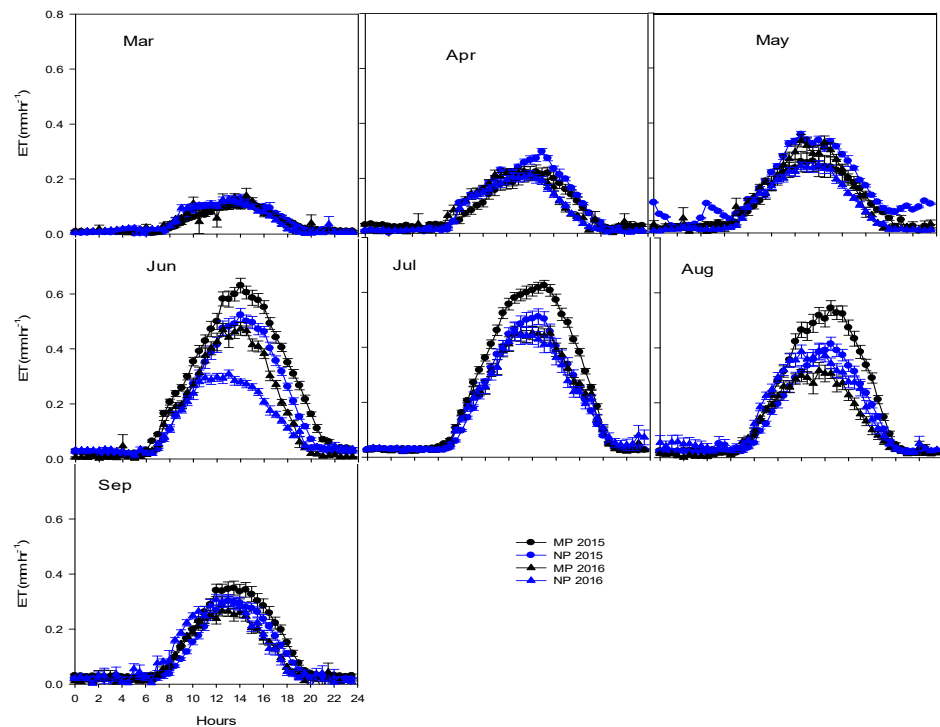 0.8
Mar
Apr
May
0.6
ET(mmhr-1)
0.4
0.2
0.0
Jun
Jul
Aug
0.6
ET(mmhr-1)
0.4
0.2
0.0
Sep
0.6
ET(mmhr-1)
0.4
0.2
0.0
MP 2015
NP 2015
MP 2016
NP 2016
0 2 4 6 8 10 12 14 16 18 20 22 24
Hours